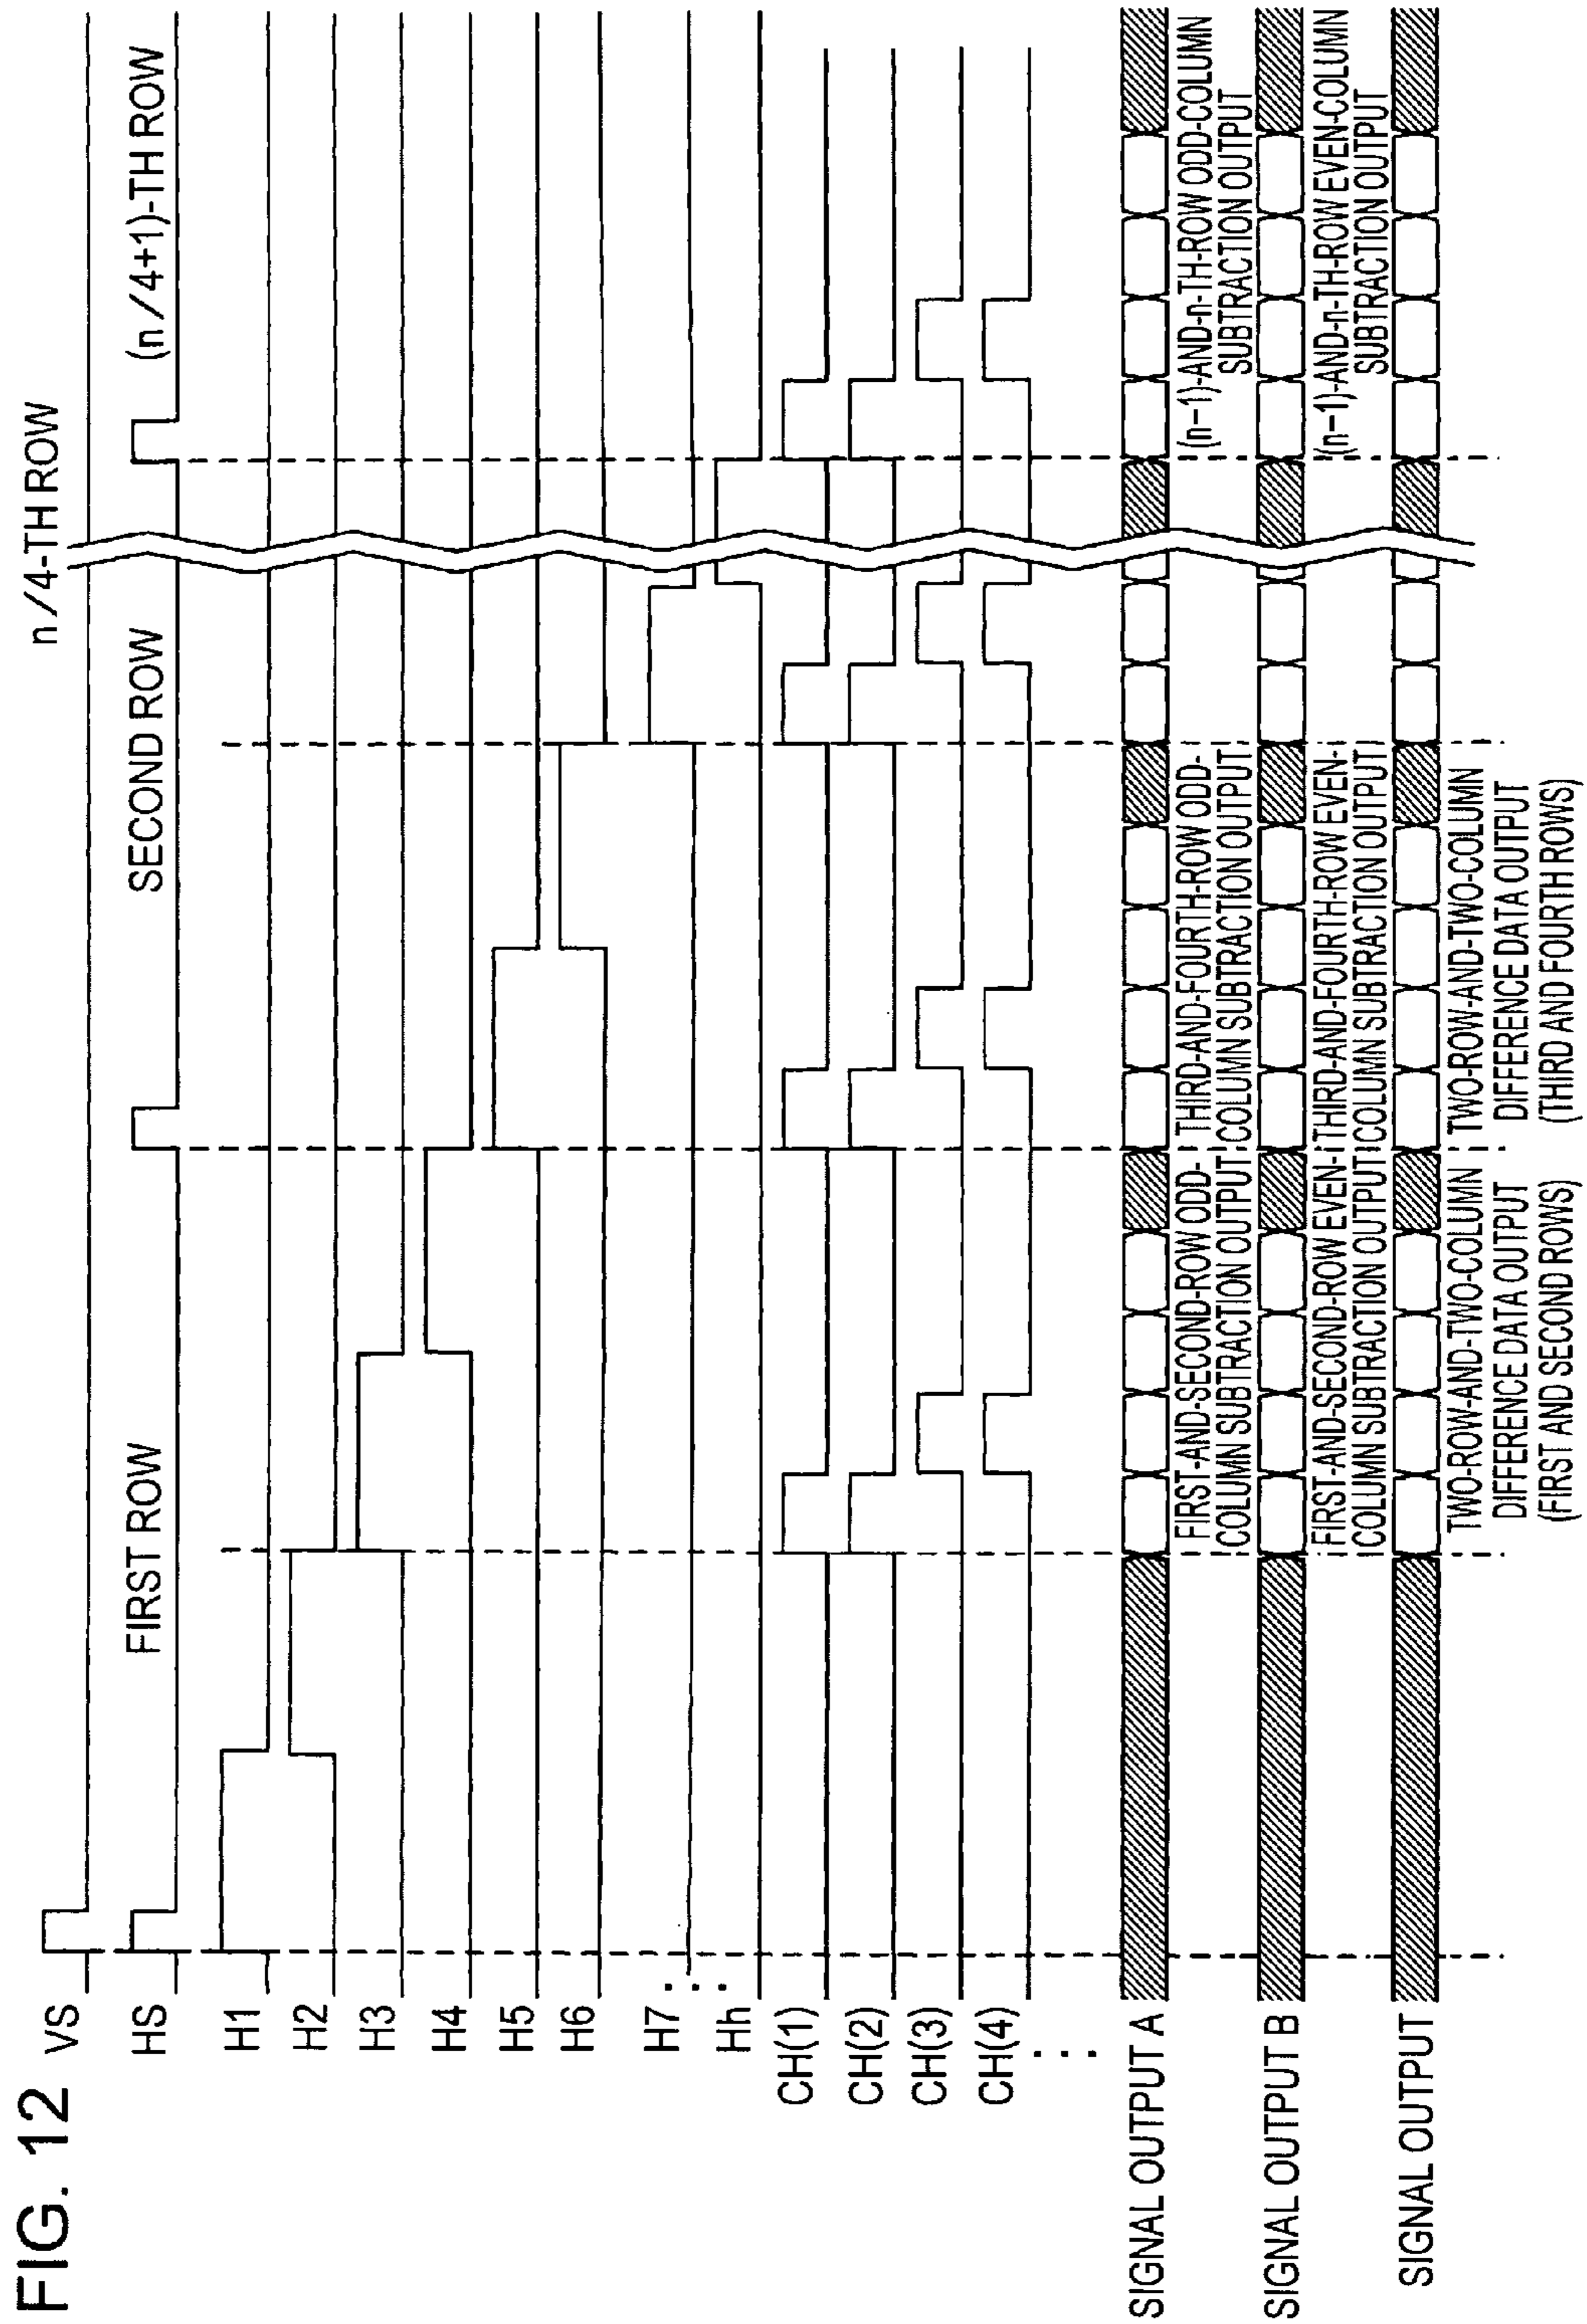 FIG. 12
n/4-TH ROW
FIRST ROW
SECOND ROW
(n/4+1)-TH ROW
VS
HS
H1
H2
H3
H4
H5
H6
H7
Hh
CH(1)
CH(2)
CH(3)
CH(4)
SIGNAL OUTPUT A
FIRST-AND-SECOND-ROW ODD-
COLUMN SUBTRACTION OUTPUT
THIRD-AND-FOURTH-ROW ODD-
COLUMN SUBTRACTION OUTPUT
(n-1)-AND-n-TH-ROW ODD-COLUMN
SUBTRACTION OUTPUT
SIGNAL OUTPUT B
FIRST-AND-SECOND-ROW EVEN-
COLUMN SUBTRACTION OUTPUT
THIRD-AND-FOURTH-ROW EVEN-
COLUMN SUBTRACTION OUTPUT
(n-1)-AND-n-TH-ROW EVEN-COLUMN
SUBTRACTION OUTPUT
SIGNAL OUTPUT
TWO-ROW-AND-TWO-COLUMN
DIFFERENCE DATA OUTPUT
(FIRST AND SECOND ROWS)
TWO-ROW-AND-TWO-COLUMN
DIFFERENCE DATA OUTPUT
(THIRD AND FOURTH ROWS)